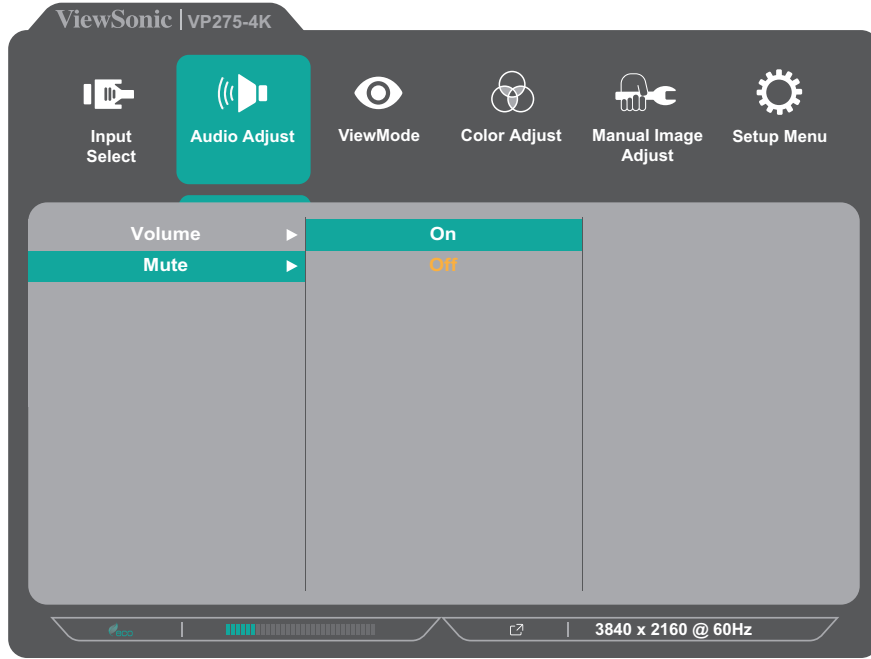 ViewSonic | VP275-4K
Input Select
Audio Adjust
ViewMode
Color Adjust
Manual Image Adjust
Setup Menu
Volume
On
Mute
Off
eco
3840 x 2160 @ 60Hz